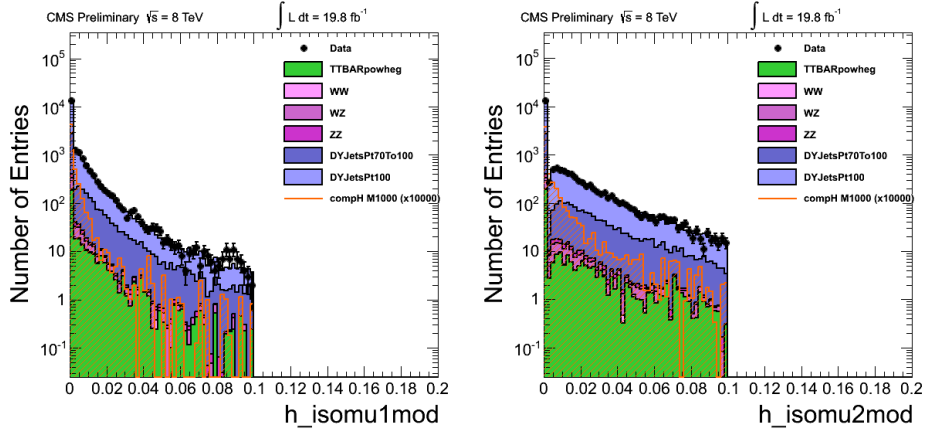 CMS Preliminary √s = 8 TeV ∫ L dt = 19.8 fb⁻¹
Number of Entries
10⁵
10⁴
10³
10²
10
1
10⁻¹
Data
TTBARpowheg
WW
WZ
ZZ
DYJetsPt70To100
DYJetsPt100
compH M1000 (x10000)
0 0.02 0.04 0.06 0.08 0.1 0.12 0.14 0.16 0.18 0.2
h_isomu1mod
CMS Preliminary √s = 8 TeV ∫ L dt = 19.8 fb⁻¹
Number of Entries
10⁵
10⁴
10³
10²
10
1
10⁻¹
Data
TTBARpowheg
WW
WZ
ZZ
DYJetsPt70To100
DYJetsPt100
compH M1000 (x10000)
0 0.02 0.04 0.06 0.08 0.1 0.12 0.14 0.16 0.18 0.2
h_isomu2mod